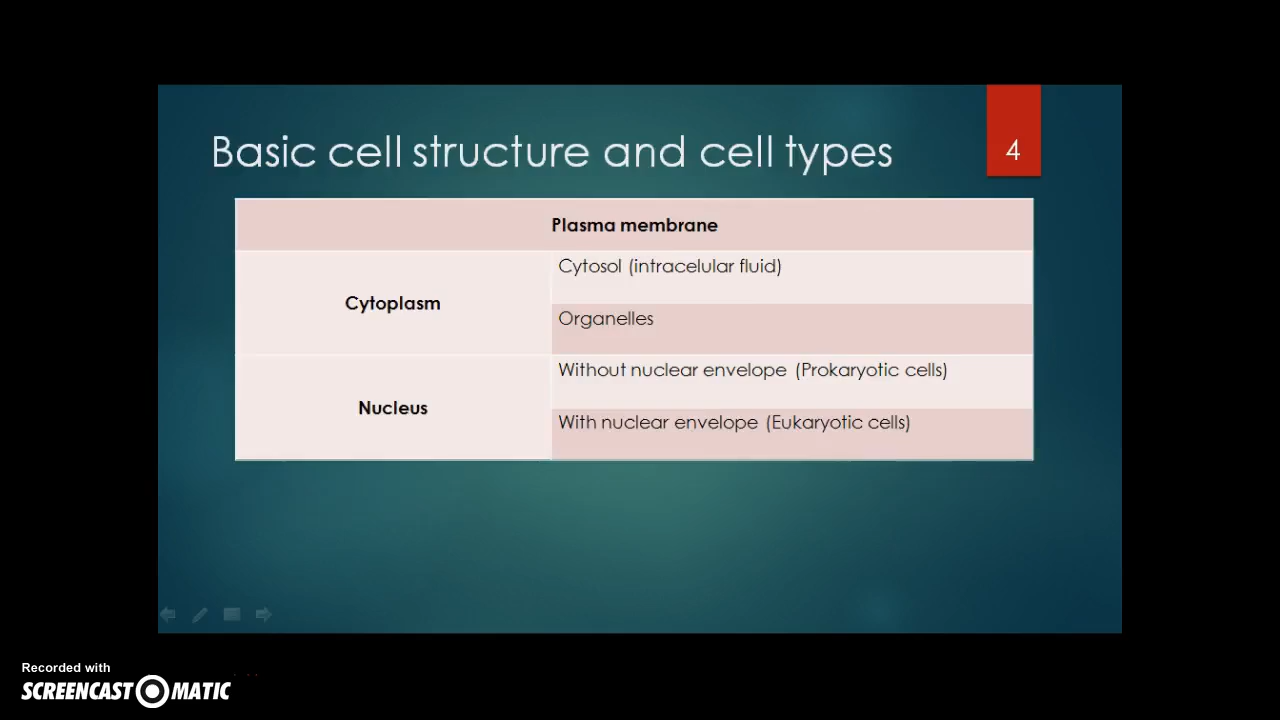 Basic cell structure and cell types
4
Plasma membrane
Cytoplasm
Cytosol (intracelular fluid)
Organelles
Nucleus
Without nuclear envelope (Prokaryotic cells)
With nuclear envelope (Eukaryotic cells)
Recorded with
SCREENCAST MATIC